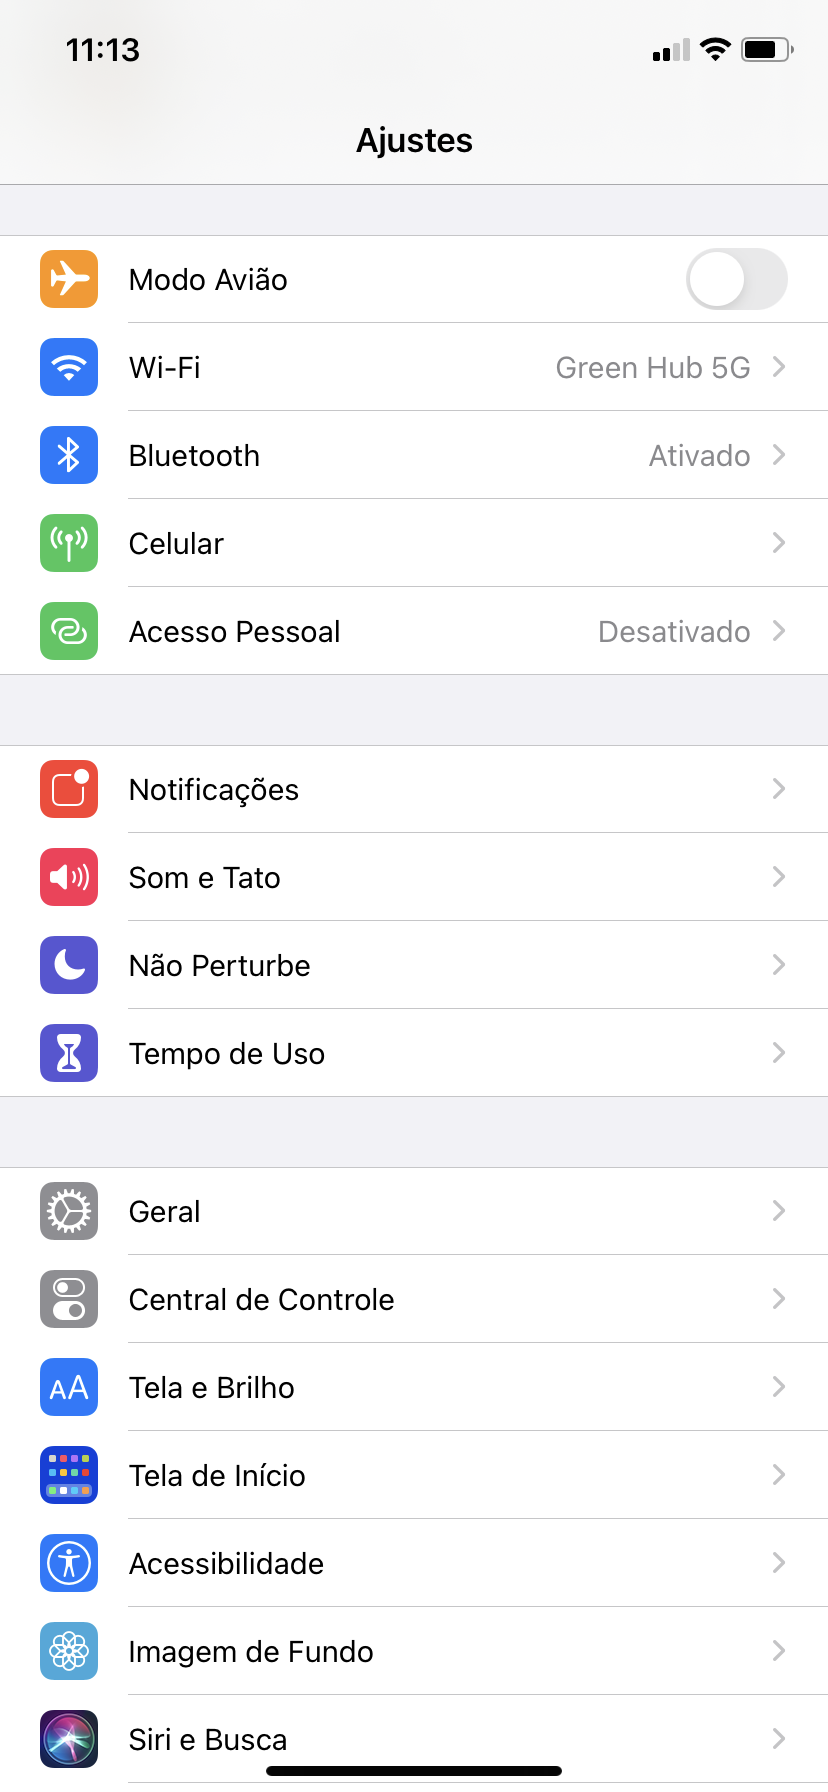 11:13
Ajustes
Modo Avião
Wi-Fi Green Hub 5G
Bluetooth Ativado
Celular
Acesso Pessoal Desativado
Notificações
Som e Tato
Não Perturbe
Tempo de Uso
Geral
Central de Controle
AA Tela e Brilho
Tela de Início
Acessibilidade
Imagem de Fundo
Siri e Busca